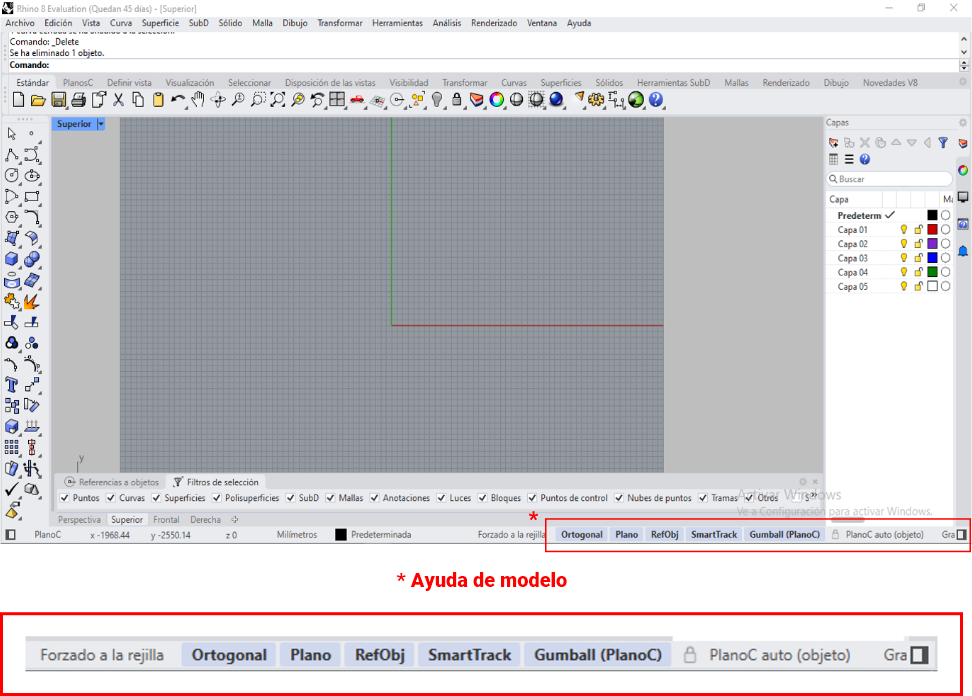 Rhino 8 Evaluation (Quedan 45 días) - [Superior]
Archivo Edición Vista Curva Superficie SubD Sólido Malla Dibujo Transformar Herramientas Análisis Renderizado Ventana Ayuda
Comando: _Delete
Se ha eliminado 1 objeto.
Comando:
Estándar PlanosC Definir vista Visualización Seleccionar Disposición de las vistas Visibilidad Transformar Curvas Superficies Sólidos Herramientas SubD Mallas Renderizado Dibujo Novedades V8
Superior
Capas
Buscar
Capa Ma
Predeterm
Capa 01
Capa 02
Capa 03
Capa 04
Capa 05
y
Referencias a objetos Filtros de selección
Puntos Curvas Superficies Polisuperficies SubD Mallas Anotaciones Luces Bloques Puntos de control Nubes de puntos Tramas Otros S
Activar Windows
Ve a Configuración para activar Windows.
Perspectiva Superior Frontal Derecha
*
PlanoC x -1968.44 y -2550.14 z 0 Milímetros Predeterminada Forzado a la rejilla Ortogonal Plano RefObj SmartTrack Gumball (PlanoC) PlanoC auto (objeto) Gra
* Ayuda de modelo
Forzado a la rejilla Ortogonal Plano RefObj SmartTrack Gumball (PlanoC) PlanoC auto (objeto) Gra